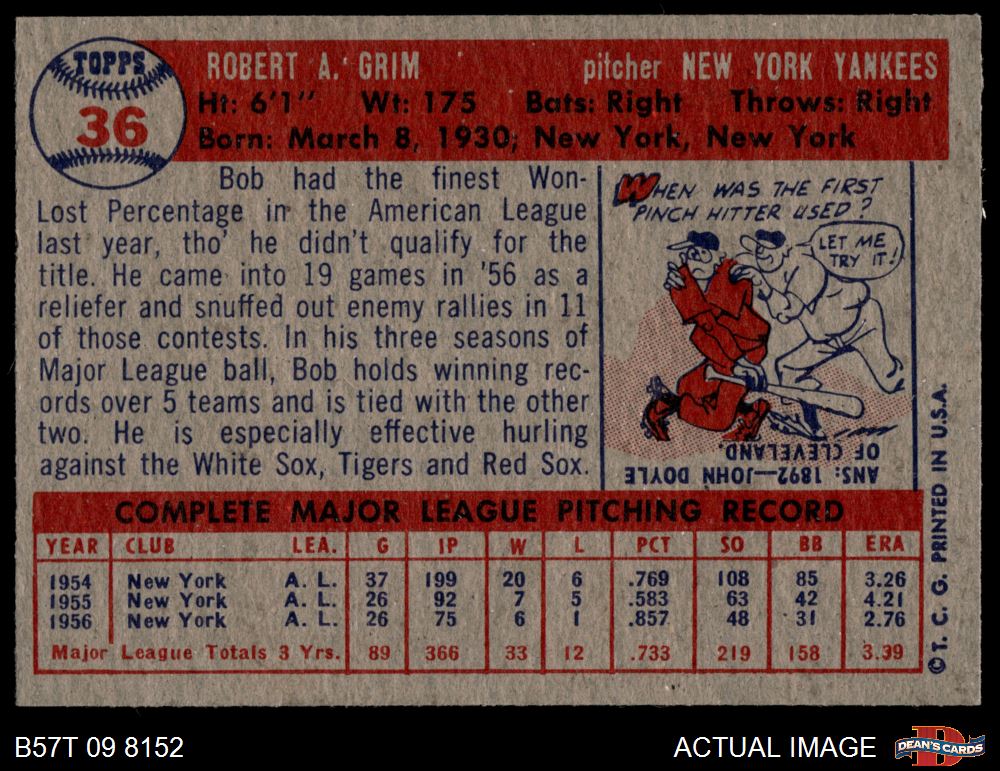 TOPPS
36
ROBERT A. GRIM pitcher NEW YORK YANKEES
Ht: 6'1" Wt: 175 Bats: Right Throws: Right
Born: March 8, 1930; New York, New York
Bob had the finest Won-
Lost Percentage in the American League
last year, tho' he didn't qualify for the
title. He came into 19 games in '56 as a
reliefer and snuffed out enemy rallies in 11
of those contests. In his three seasons of
Major League ball, Bob holds winning rec-
ords over 5 teams and is tied with the other
two. He is especially effective hurling
against the White Sox, Tigers and Red Sox.
WHEN WAS THE FIRST
PINCH HITTER USED?
LET ME
TRY IT!
ANS: 1892—JOHN DOYLE
OF CLEVELAND.
COMPLETE MAJOR LEAGUE PITCHING RECORD
YEAR CLUB LEA. G IP W L PCT SO BB ERA
1954 New York A. L. 37 199 20 6 .769 108 85 3.26
1955 New York A. L. 26 92 7 5 .583 63 42 4.21
1956 New York A. L. 26 75 6 1 .857 48 31 2.76
Major League Totals 3 Yrs. 89 366 33 12 .733 219 158 3.39
© T. C. G. PRINTED IN U.S.A.
B57T 09 8152
ACTUAL IMAGE
DEAN'S CARDS